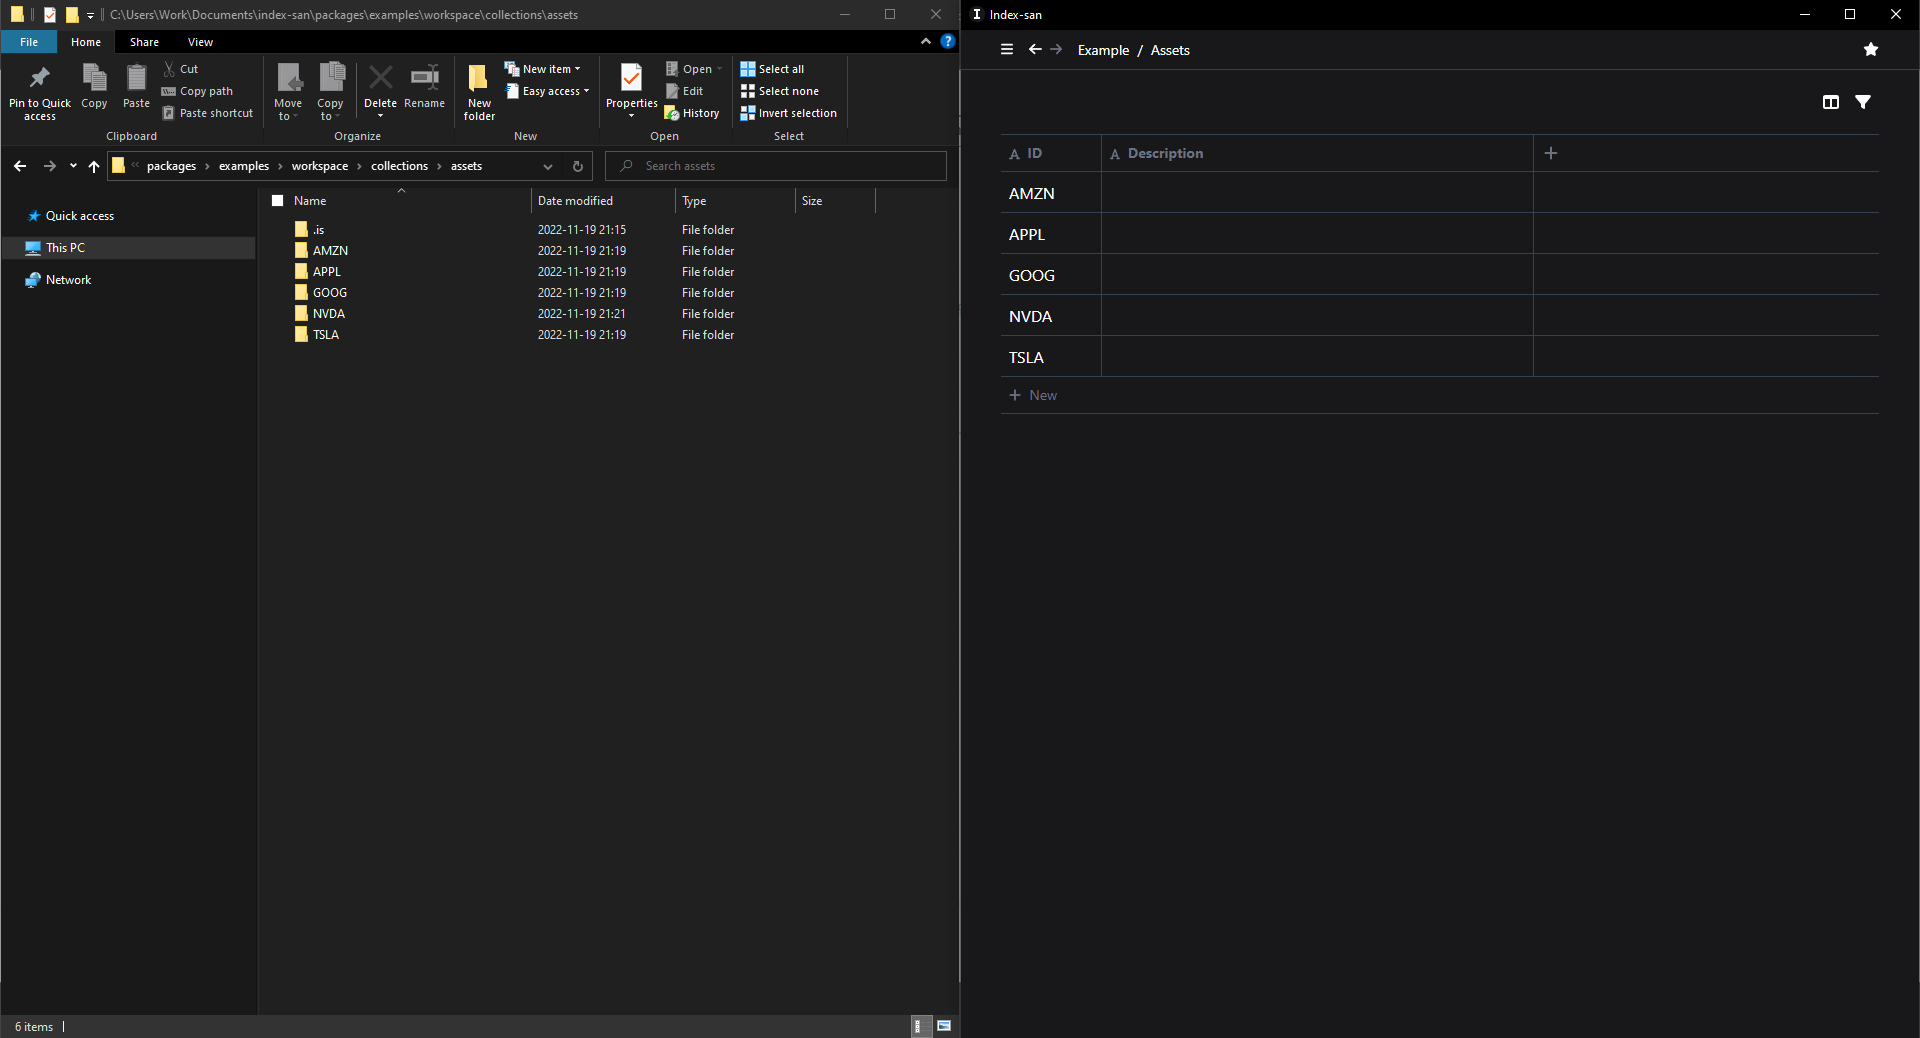 C:\Users\Work\Documents\index-san\packages\examples\workspace\collections\assets
File Home Share View
Pin to Quick access
Copy
Paste
Cut
Copy path
Paste shortcut
Clipboard
Move to
Copy to
Delete
Rename
Organize
New folder
New item
Easy access
New
Properties
Open
Edit
History
Open
Select all
Select none
Invert selection
Select
packages › examples › workspace › collections › assets
Search assets
Quick access
This PC
Network
Name Date modified Type Size
.is 2022-11-19 21:15 File folder
AMZN 2022-11-19 21:19 File folder
APPL 2022-11-19 21:19 File folder
GOOG 2022-11-19 21:19 File folder
NVDA 2022-11-19 21:21 File folder
TSLA 2022-11-19 21:19 File folder
6 items
Index-san
Example / Assets
A ID A Description +
AMZN
APPL
GOOG
NVDA
TSLA
+ New